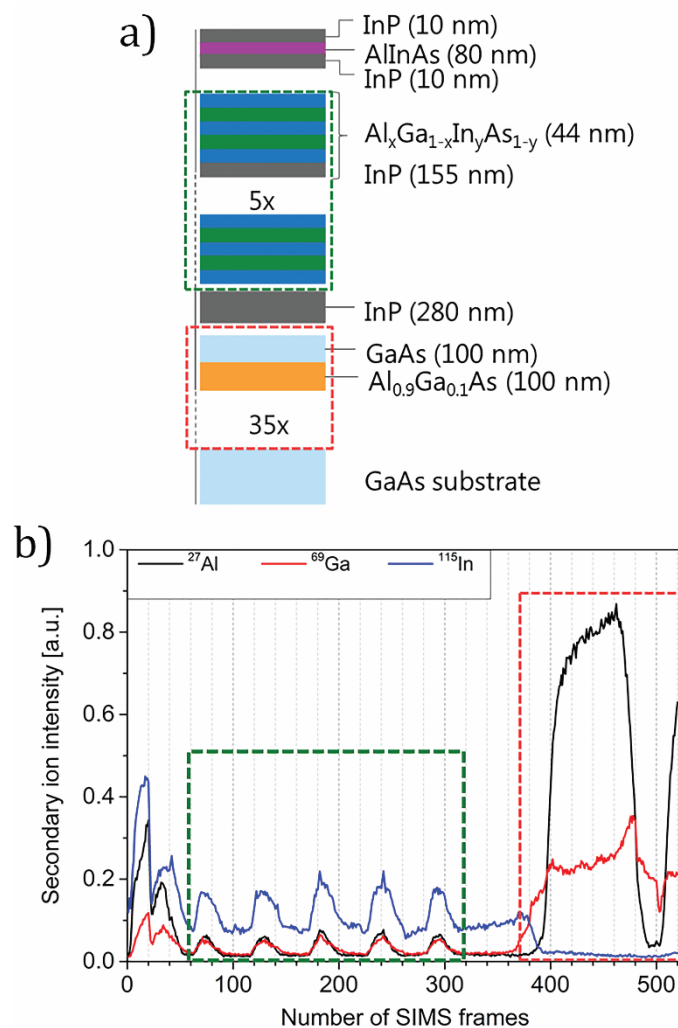 a)
InP (10 nm)
AlInAs (80 nm)
InP (10 nm)
AlₓGa₁₋ₓInᵧAs₁₋ᵧ (44 nm)
InP (155 nm)
5x
InP (280 nm)
GaAs (100 nm)
Al₀.₉Ga₀.₁As (100 nm)
35x
GaAs substrate
b)
²⁷Al ⁶⁹Ga ¹¹⁵In
Secondary ion intensity [a.u.]
1.0
0.8
0.6
0.4
0.2
0.0
100 200 300 400 500
Number of SIMS frames